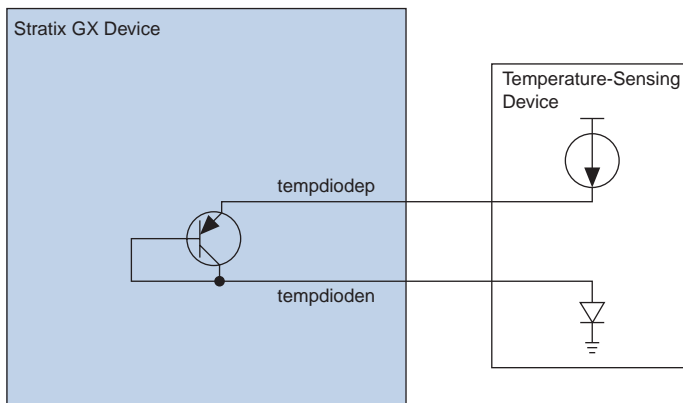 Stratix GX Device
Temperature-Sensing
Device
tempdiodep
tempdioden